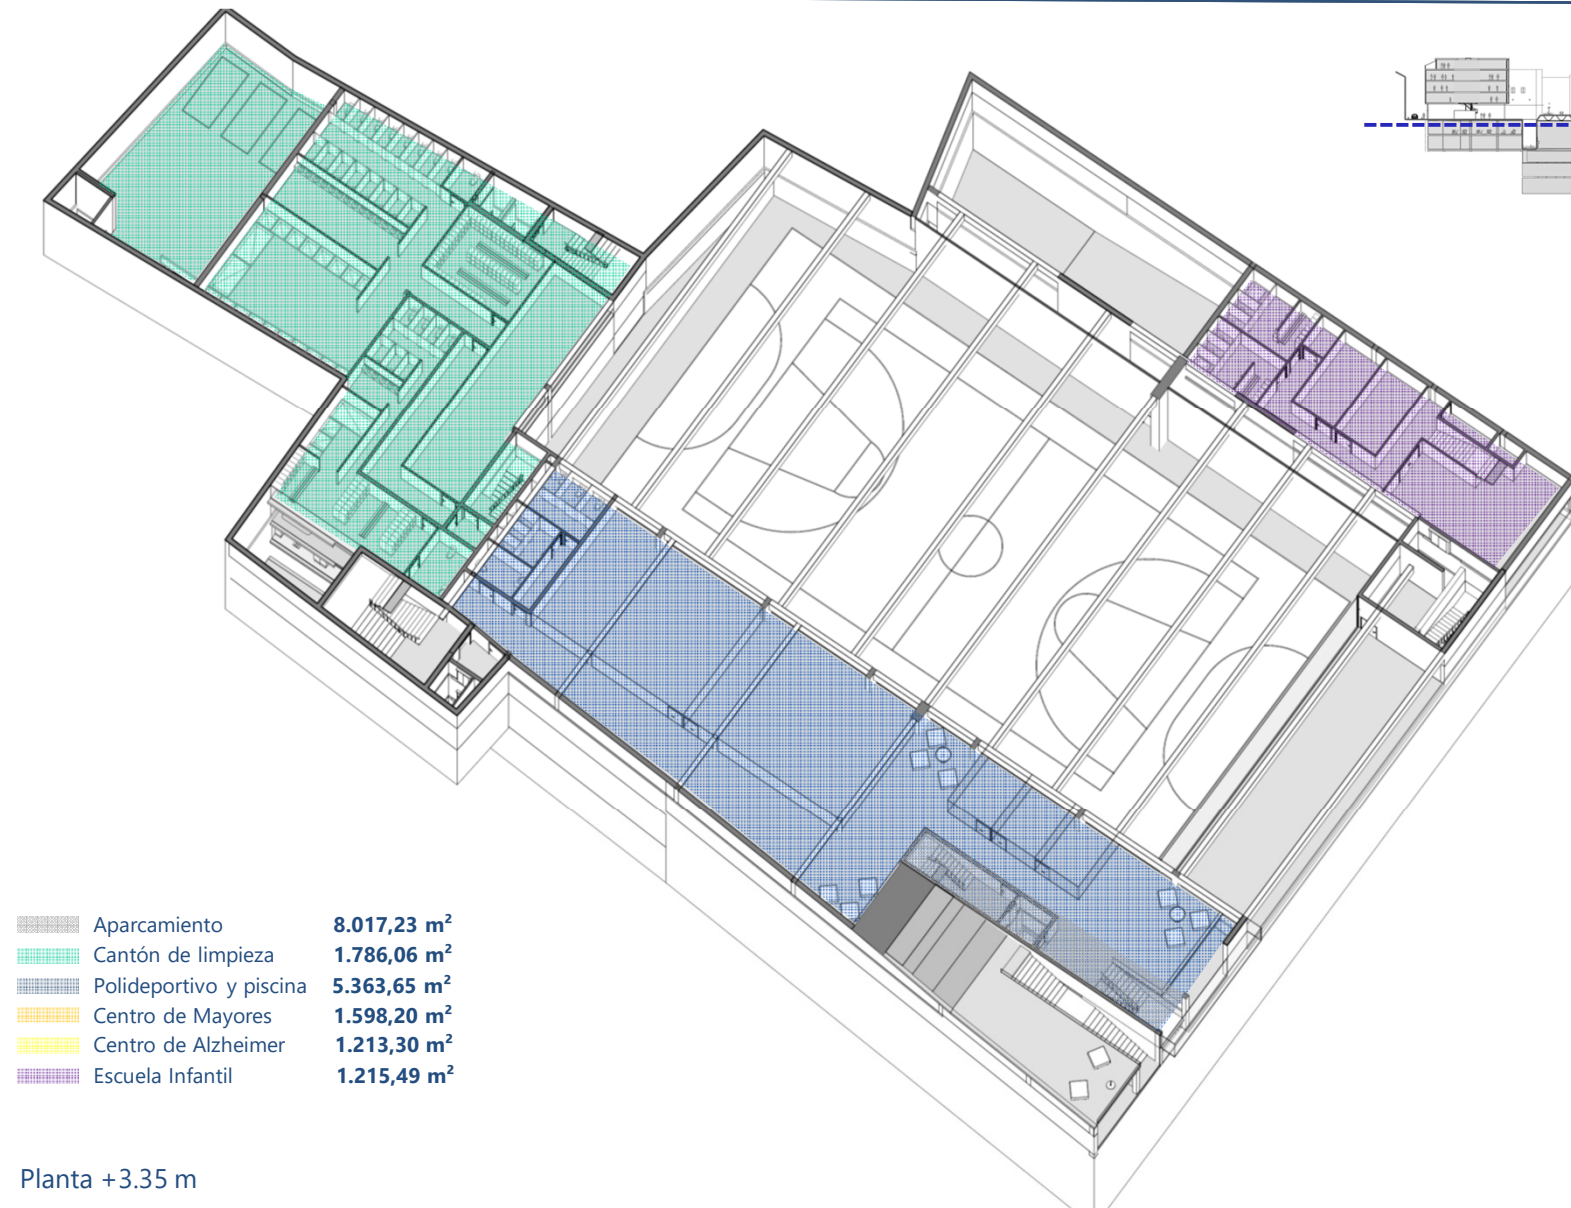 Aparcamiento 8.017,23 m²
Cantón de limpieza 1.786,06 m²
Polideportivo y piscina 5.363,65 m²
Centro de Mayores 1.598,20 m²
Centro de Alzheimer 1.213,30 m²
Escuela Infantil 1.215,49 m²
Planta +3.35 m